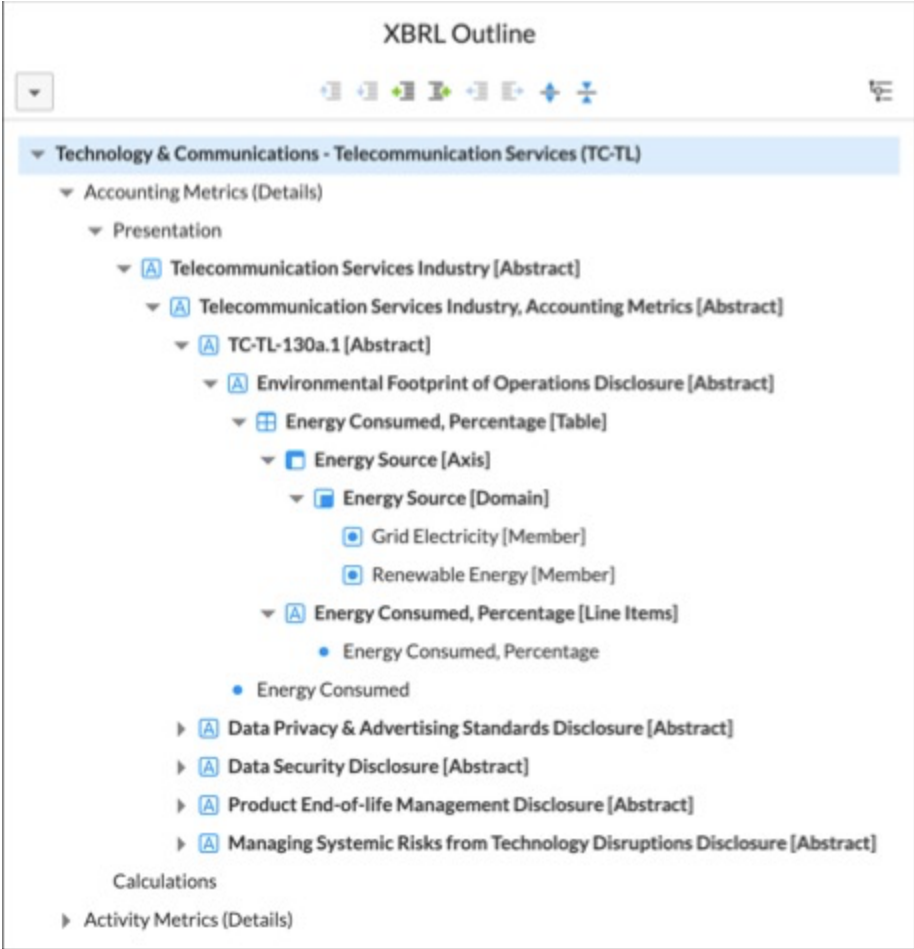 XBRL Outline
Technology & Communications - Telecommunication Services (TC-TL)
Accounting Metrics (Details)
Presentation
Telecommunication Services Industry [Abstract]
Telecommunication Services Industry, Accounting Metrics [Abstract]
TC-TL-130a.1 [Abstract]
Environmental Footprint of Operations Disclosure [Abstract]
Energy Consumed, Percentage [Table]
Energy Source [Axis]
Energy Source [Domain]
Grid Electricity [Member]
Renewable Energy [Member]
Energy Consumed, Percentage [Line Items]
Energy Consumed, Percentage
Energy Consumed
Data Privacy & Advertising Standards Disclosure [Abstract]
Data Security Disclosure [Abstract]
Product End-of-life Management Disclosure [Abstract]
Managing Systemic Risks from Technology Disruptions Disclosure [Abstract]
Calculations
Activity Metrics (Details)